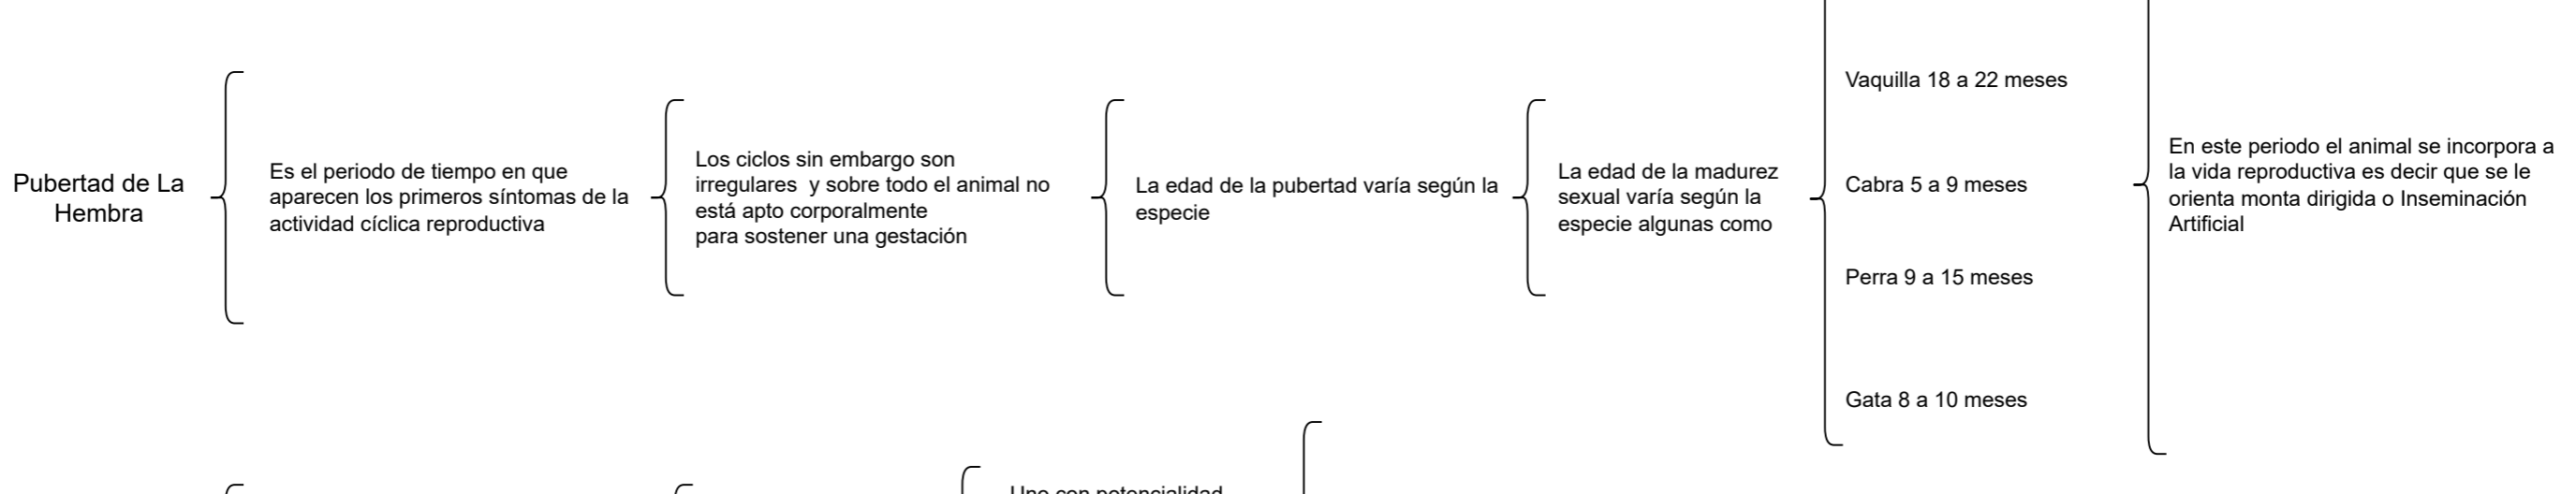 Pubertad de La
Hembra
Es el periodo de tiempo en que
aparecen los primeros síntomas de la
actividad cíclica reproductiva
Los ciclos sin embargo son
irregulares  y sobre todo el animal no
está apto corporalmente
para sostener una gestación
La edad de la pubertad varía según la
especie
La edad de la madurez
sexual varía según la
especie algunas como
Vaquilla 18 a 22 meses
Cabra 5 a 9 meses
Perra 9 a 15 meses
Gata 8 a 10 meses
En este periodo el animal se incorpora a
la vida reproductiva es decir que se le
orienta monta dirigida o Inseminación
Artificial
Uno con potencialidad